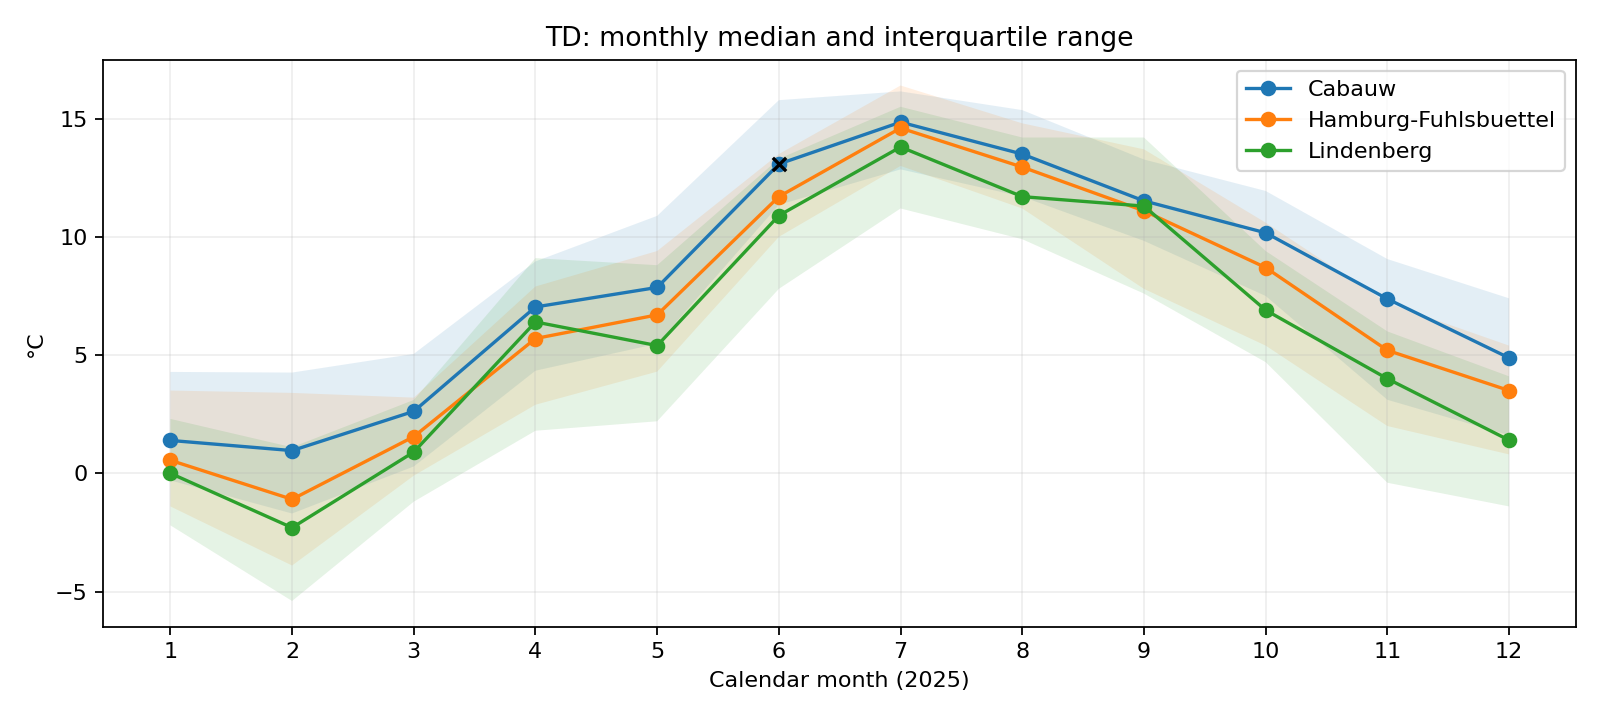 TD: monthly median and interquartile range
Cabauw
Hamburg-Fuhlsbuettel
Lindenberg
°C
15
10
5
0
−5
1 2 3 4 5 6 7 8 9 10 11 12
Calendar month (2025)